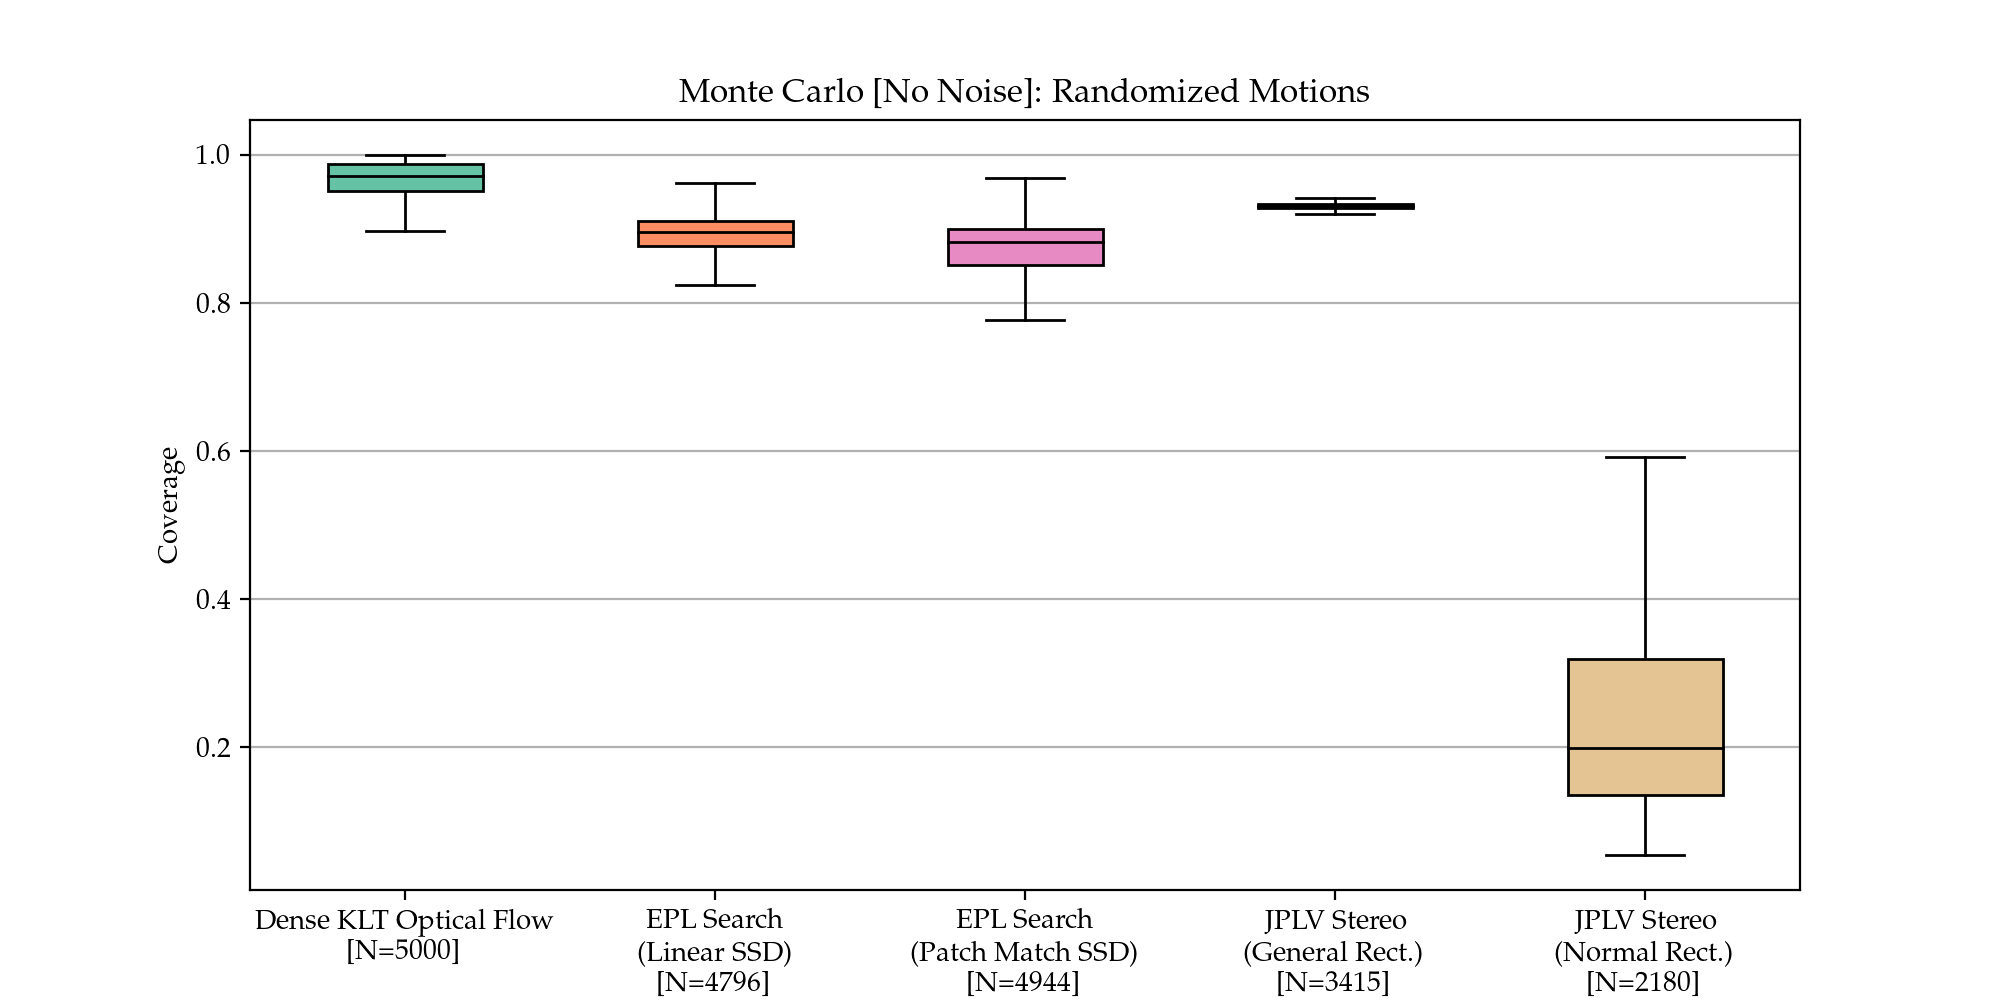 Monte Carlo [No Noise]: Randomized Motions
Coverage
1.0
0.8
0.6
0.4
0.2
Dense KLT Optical Flow
[N=5000]
EPL Search
(Linear SSD)
[N=4796]
EPL Search
(Patch Match SSD)
[N=4944]
JPLV Stereo
(General Rect.)
[N=3415]
JPLV Stereo
(Normal Rect.)
[N=2180]